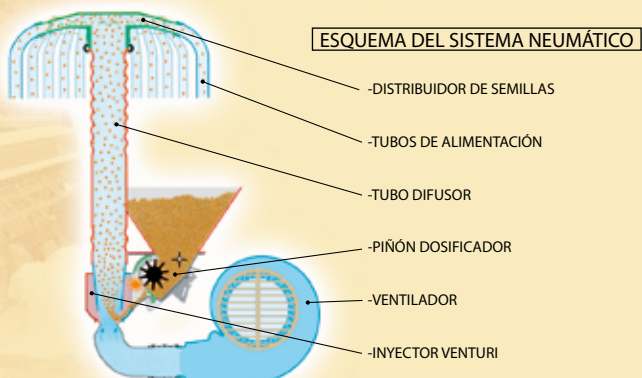 ESQUEMA DEL SISTEMA NEUMÁTICO
-DISTRIBUIDOR DE SEMILLAS
-TUBOS DE ALIMENTACIÓN
-TUBO DIFUSOR
-PIÑÓN DOSIFICADOR
-VENTILADOR
-INYECTOR VENTURI